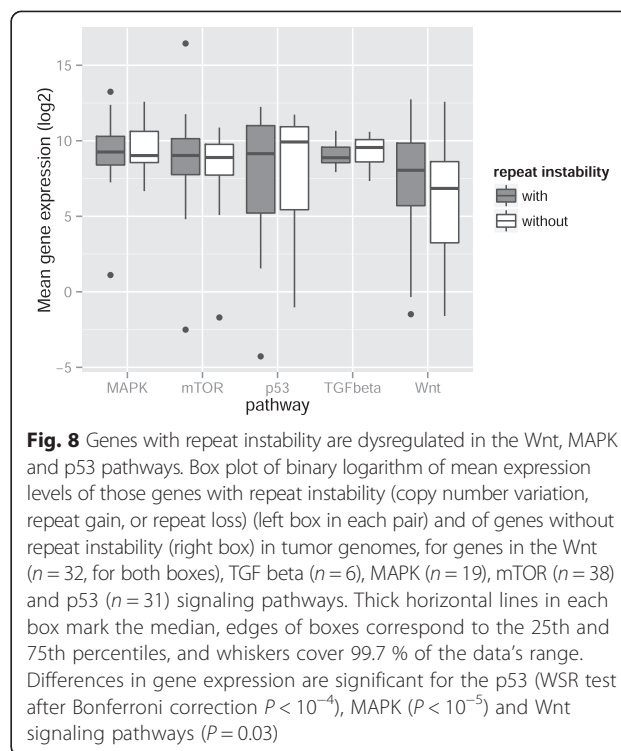 15
10
5
0
−5
Mean gene expression (log2)
MAPK mTOR p53 TGFbeta Wnt
pathway
repeat instability
with
without
Fig. 8 Genes with repeat instability are dysregulated in the Wnt, MAPK
and p53 pathways. Box plot of binary logarithm of mean expression
levels of those genes with repeat instability (copy number variation,
repeat gain, or repeat loss) (left box in each pair) and of genes without
repeat instability (right box) in tumor genomes, for genes in the Wnt
(n = 32, for both boxes), TGF beta (n = 6), MAPK (n = 19), mTOR (n = 38)
and p53 (n = 31) signaling pathways. Thick horizontal lines in each
box mark the median, edges of boxes correspond to the 25th and
75th percentiles, and whiskers cover 99.7 % of the data's range.
Differences in gene expression are significant for the p53 (WSR test
after Bonferroni correction P < 10⁻⁴), MAPK (P < 10⁻⁵) and Wnt
signaling pathways (P = 0.03)